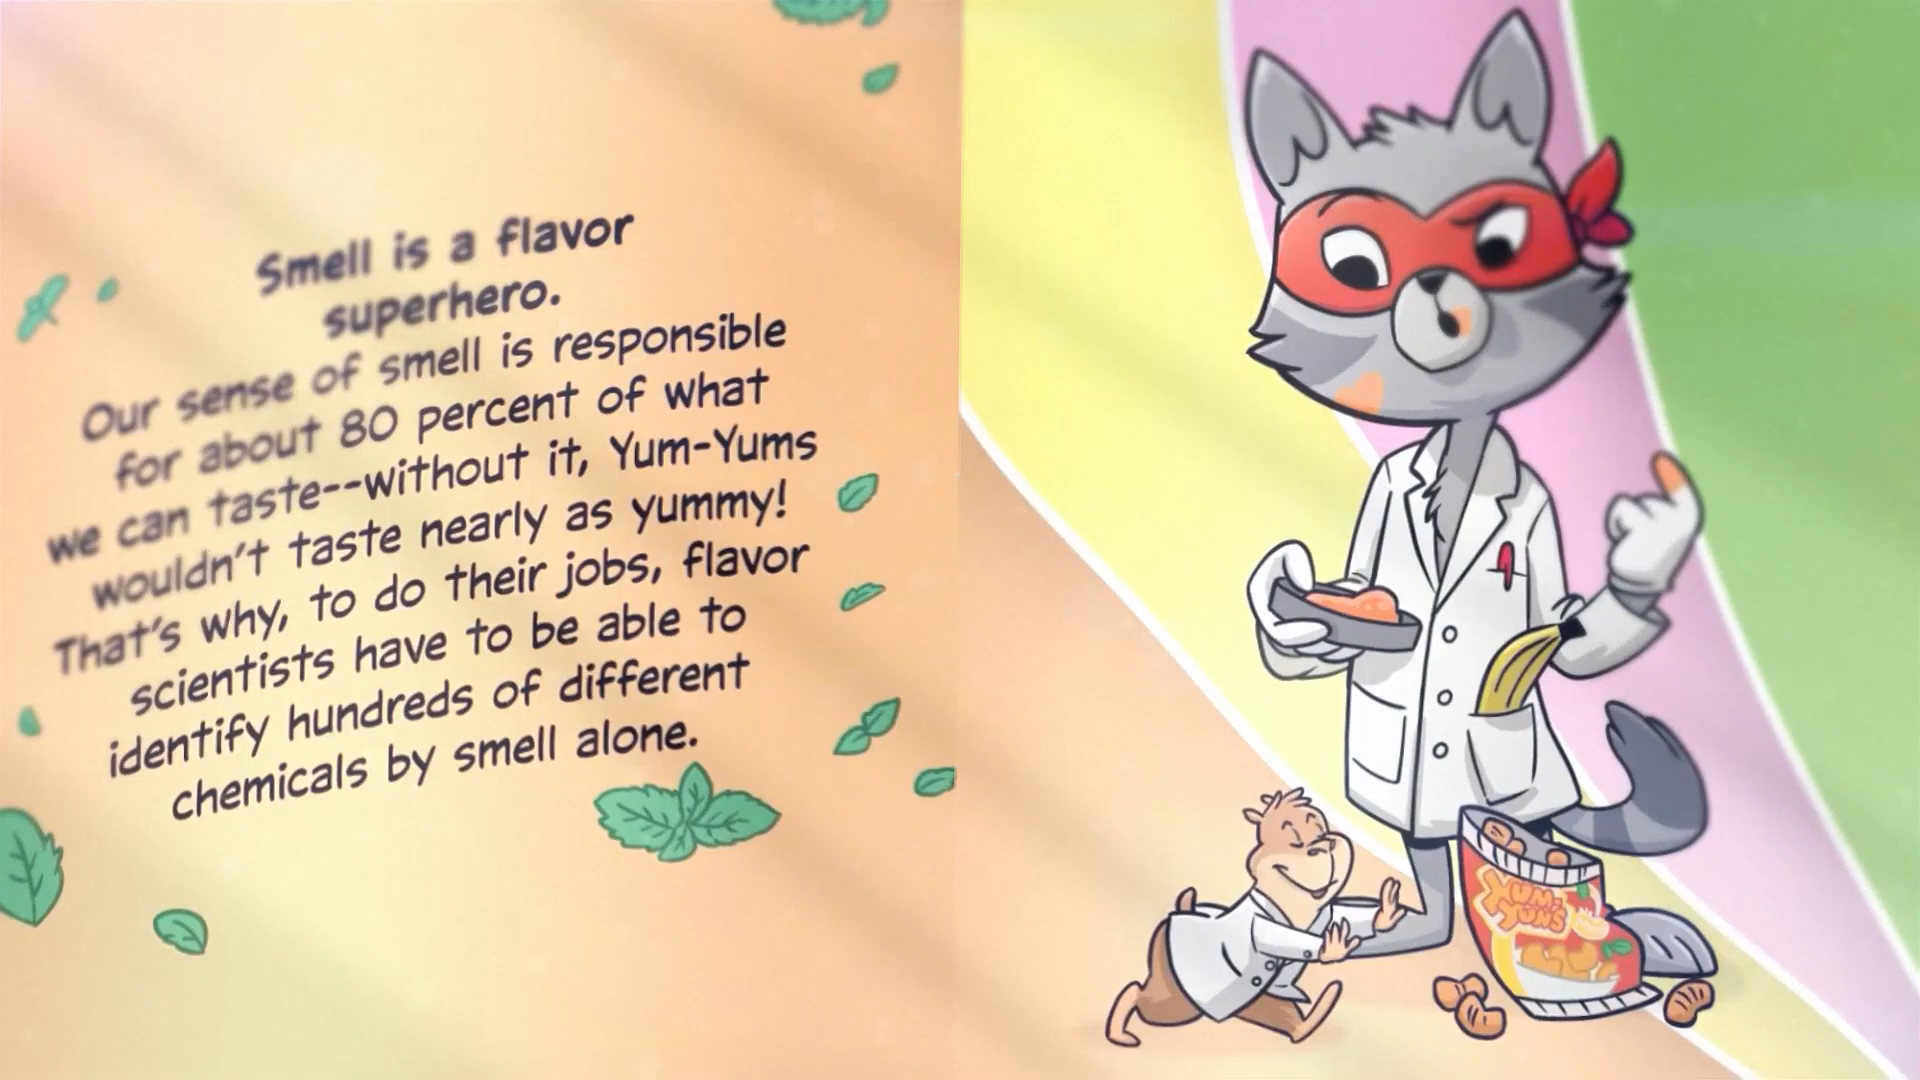 Smell is a flavor
superhero.
Our sense of smell is responsible
for about 80 percent of what
we can taste--without it, Yum-Yums
wouldn't taste nearly as yummy!
That's why, to do their jobs, flavor
scientists have to be able to
identify hundreds of different
chemicals by smell alone.
YUM-
YUM'S